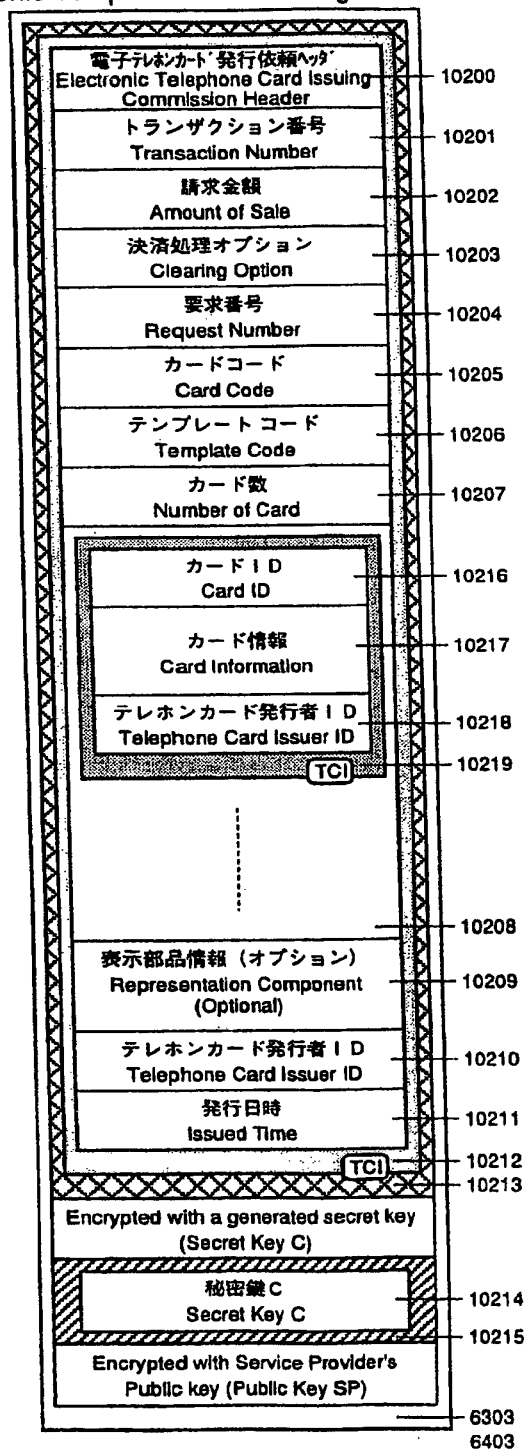 電子テレホンカード発行依頼ヘッダ
Electronic Telephone Card Issuing
Commission Header
10200
トランザクション番号
Transaction Number
10201
請求金額
Amount of Sale
10202
決済処理オプション
Clearing Option
10203
要求番号
Request Number
10204
カードコード
Card Code
10205
テンプレート コード
Template Code
10206
カード数
Number of Card
10207
カードID
Card ID
10216
カード情報
Card Information
10217
テレホンカード発行者ID
Telephone Card Issuer ID
10218
TCI
10219
10208
表示部品情報（オプション）
Representation Component
(Optional)
10209
テレホンカード発行者ID
Telephone Card Issuer ID
10210
発行日時
Issued Time
10211
TCI
10212
10213
Encrypted with a generated secret key
(Secret Key C)
秘密鍵C
Secret Key C
10214
10215
Encrypted with Service Provider's
Public key (Public Key SP)
6303
6403